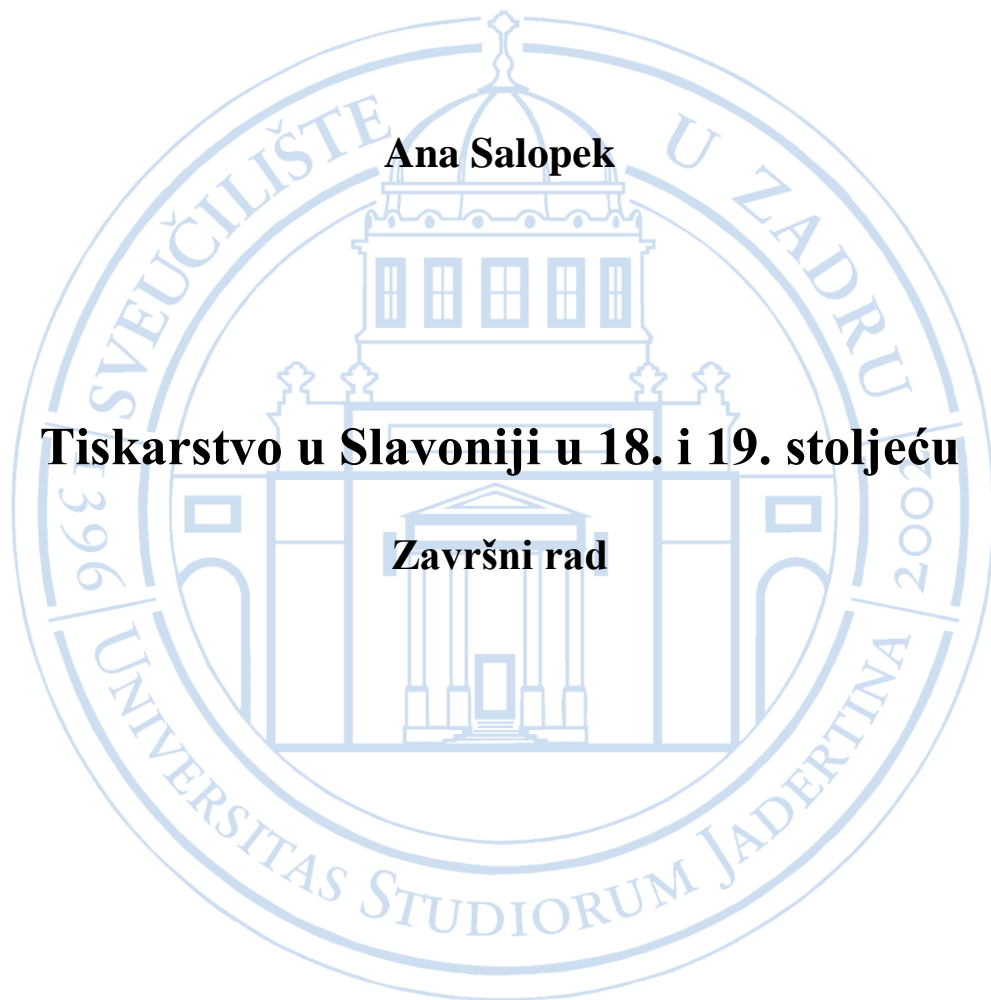 Ana Salopek
Tiskarstvo u Slavoniji u 18. i 19. stoljeću
Završni rad
SVEUČILIŠTE U ZADRU
1396
2002
UNIVERSITAS STUDIORUM JADERTINA